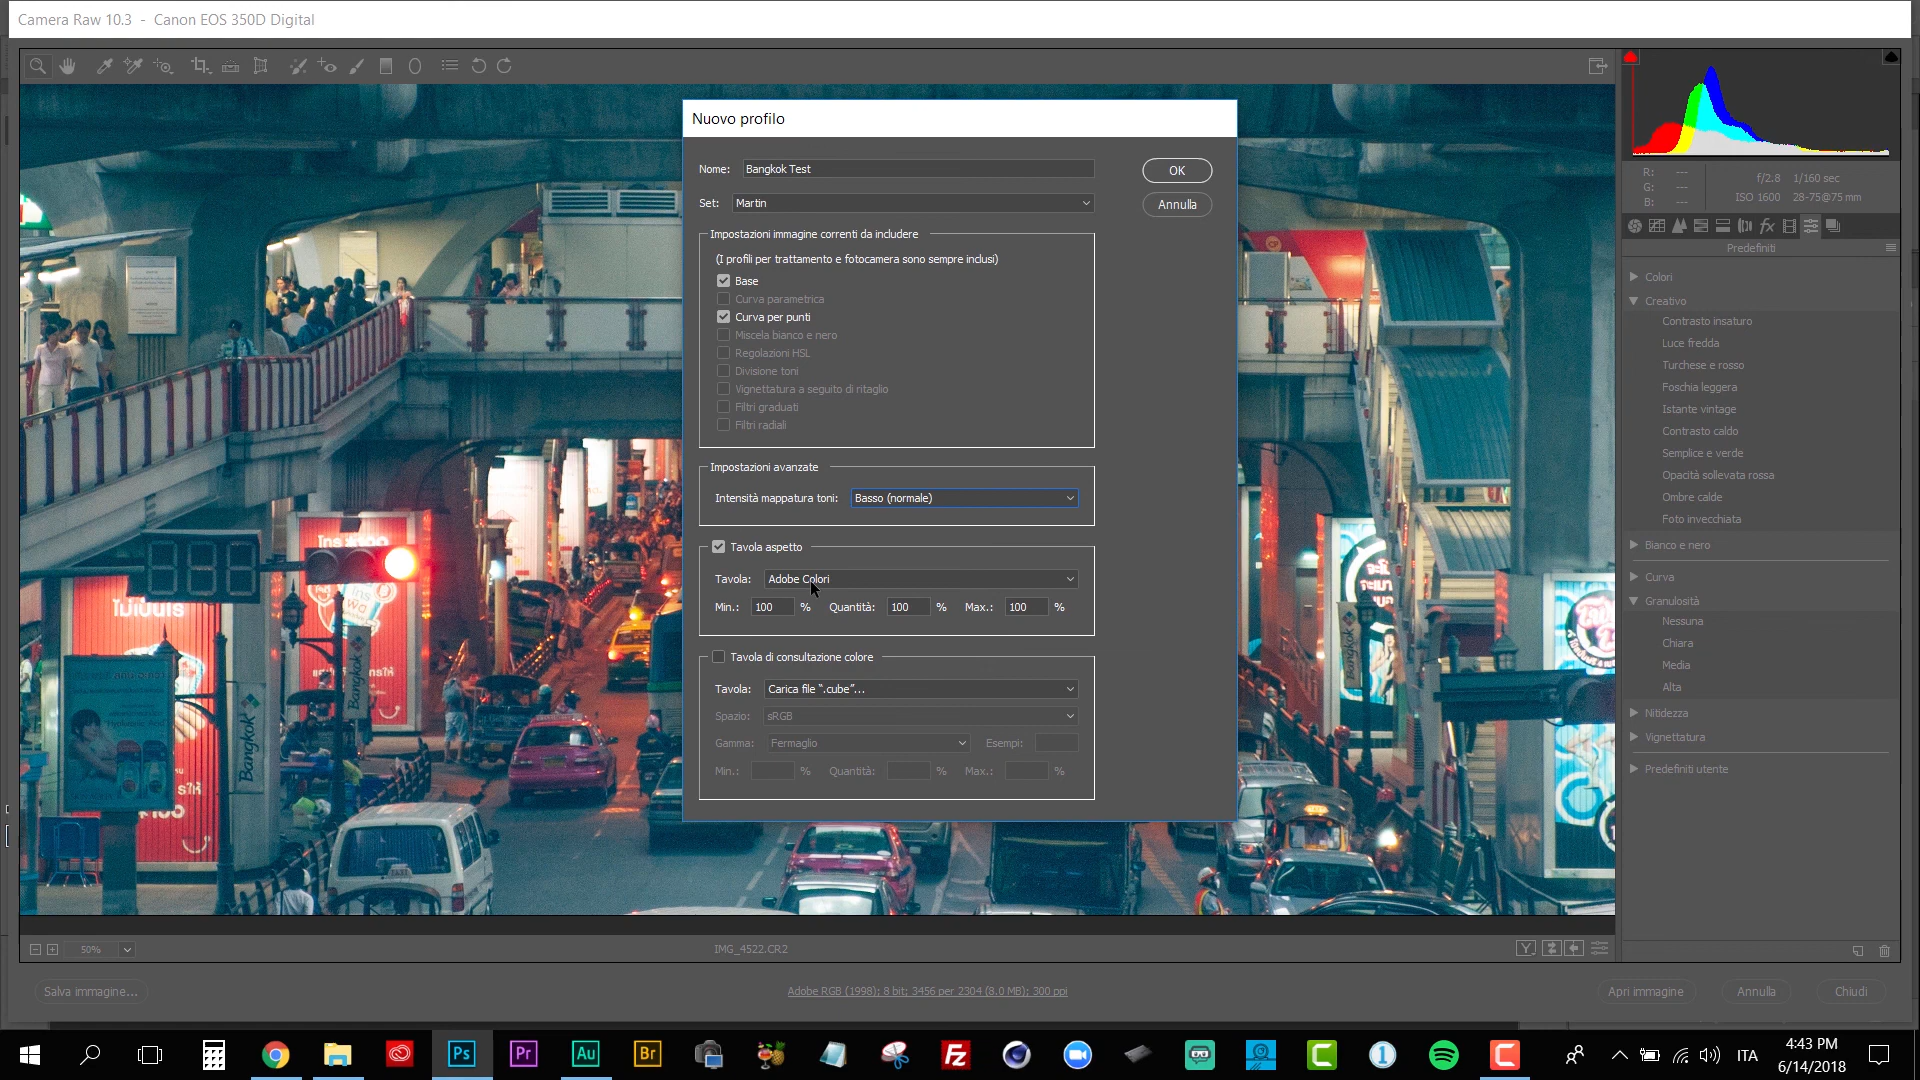 Camera Raw 10.3 - Canon EOS 350D Digital
Nuovo profilo
Nome: Bangkok Test
OK
Set: Martin
Annulla
Impostazioni immagine correnti da includere
(I profili per trattamento e fotocamera sono sempre inclusi)
Base
Curva parametrica
Curva per punti
Miscela bianco e nero
Regolazioni HSL
Divisione toni
Vignettatura a seguito di ritaglio
Filtri graduati
Filtri radiali
Impostazioni avanzate
Intensità mappatura toni: Basso (normale)
Tavola aspetto
Tavola: Adobe Colori
Min.: 100 % Quantità: 100 % Max.: 100 %
Tavola di consultazione colore
Tavola: Carica file “.cube”...
Spazio: sRGB
Gamma: Fermaglio Esempi:
Min.: % Quantità: % Max.: %
R: ---
G: ---
B: ---
f/2.8 1/160 sec
ISO 1600 28-75@75 mm
Predefiniti
Colori
Creativo
Contrasto insaturo
Luce fredda
Turchese e rosso
Foschia leggera
Istante vintage
Contrasto caldo
Semplice e verde
Opacità sollevata rossa
Ombre calde
Foto invecchiata
Bianco e nero
Curva
Granulosità
Nessuna
Chiara
Media
Alta
Nitidezza
Vignettatura
Predefiniti utente
Bangkok
Bangkok
Bangkok
50%
IMG_4522.CR2
Salva immagine...
Adobe RGB (1998); 8 bit; 3456 per 2304 (8.0 MB); 300 ppi
Apri immagine
Annulla
Chiudi
Ps
Pr
Au
Br
Fz
ITA
4:43 PM
6/14/2018